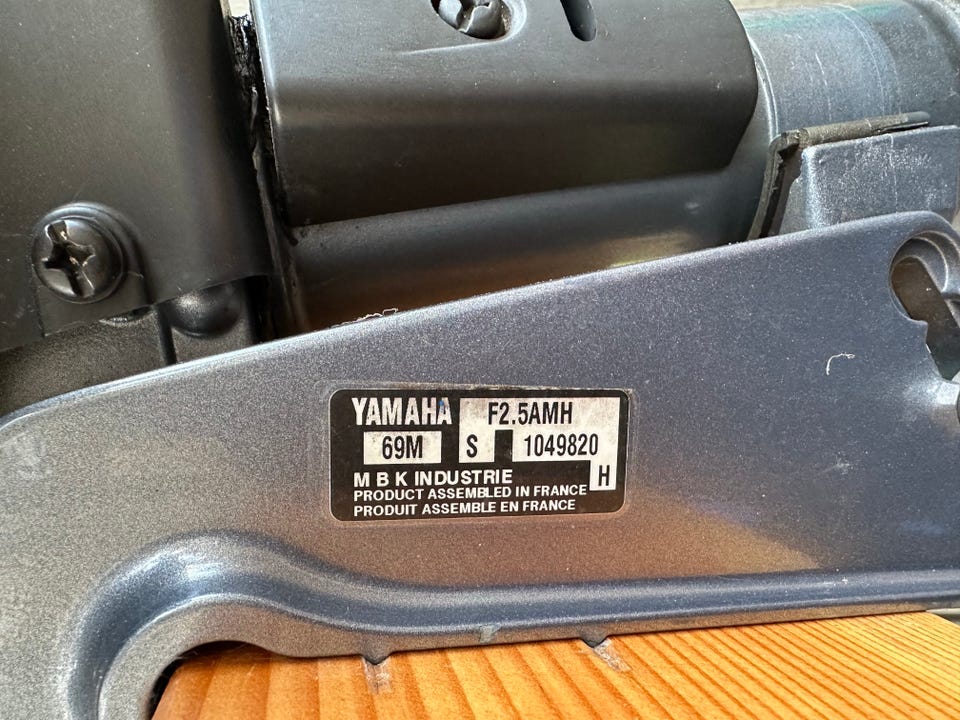 YAMAHA F2.5AMH
69M S 1049820
H
M B K INDUSTRIE
PRODUCT ASSEMBLED IN FRANCE
PRODUIT ASSEMBLE EN FRANCE